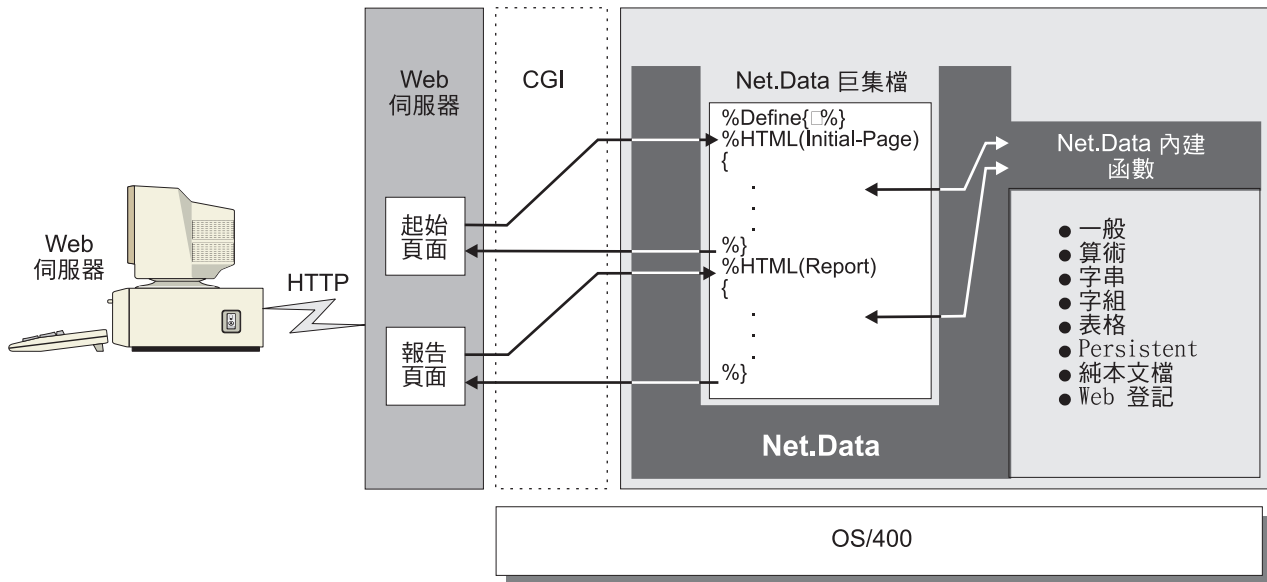 Web
伺服器
HTTP
Web
伺服器
起始
頁面
報告
頁面
CGI
Net.Data 巨集檔
%Define{□%}
%HTML(Initial-Page)
{
.
.
.
%}
%HTML(Report)
{
.
.
.
%}
Net.Data
Net.Data 內建
函數
● 一般
● 算術
● 字串
● 字組
● 表格
● Persistent
● 純本文檔
● Web 登記
OS/400